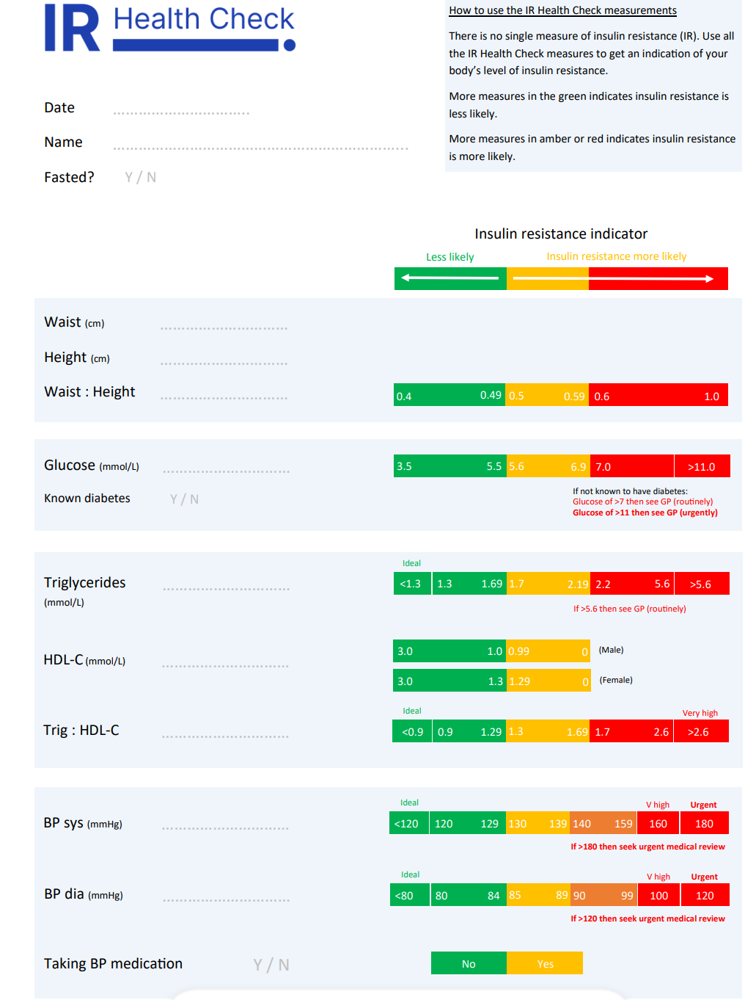 IR Health Check
How to use the IR Health Check measurements
There is no single measure of insulin resistance (IR). Use all
the IR Health Check measures to get an indication of your
body's level of insulin resistance.
More measures in the green indicates insulin resistance is
less likely.
More measures in amber or red indicates insulin resistance
is more likely.
Date ................................
Name ......................................................................
Fasted? Y / N
Insulin resistance indicator
Less likely Insulin resistance more likely
Waist (cm) ..............................
Height (cm) ..............................
Waist : Height .............................. 0.4 0.49 0.5 0.59 0.6 1.0
Glucose (mmol/L) .............................. 3.5 5.5 5.6 6.9 7.0 >11.0
Known diabetes Y / N
If not known to have diabetes:
Glucose of >7 then see GP (routinely)
Glucose of >11 then see GP (urgently)
Ideal
Triglycerides .............................. <1.3 1.3 1.69 1.7 2.19 2.2 5.6 >5.6
(mmol/L)
If >5.6 then see GP (routinely)
HDL-C (mmol/L) ..............................
3.0 1.0 0.99 0 (Male)
3.0 1.3 1.29 0 (Female)
Ideal Very high
Trig : HDL-C .............................. <0.9 0.9 1.29 1.3 1.69 1.7 2.6 >2.6
Ideal V high Urgent
BP sys (mmHg) .............................. <120 120 129 130 139 140 159 160 180
If >180 then seek urgent medical review
Ideal V high Urgent
BP dia (mmHg) .............................. <80 80 84 85 89 90 99 100 120
If >120 then seek urgent medical review
Taking BP medication Y / N No Yes